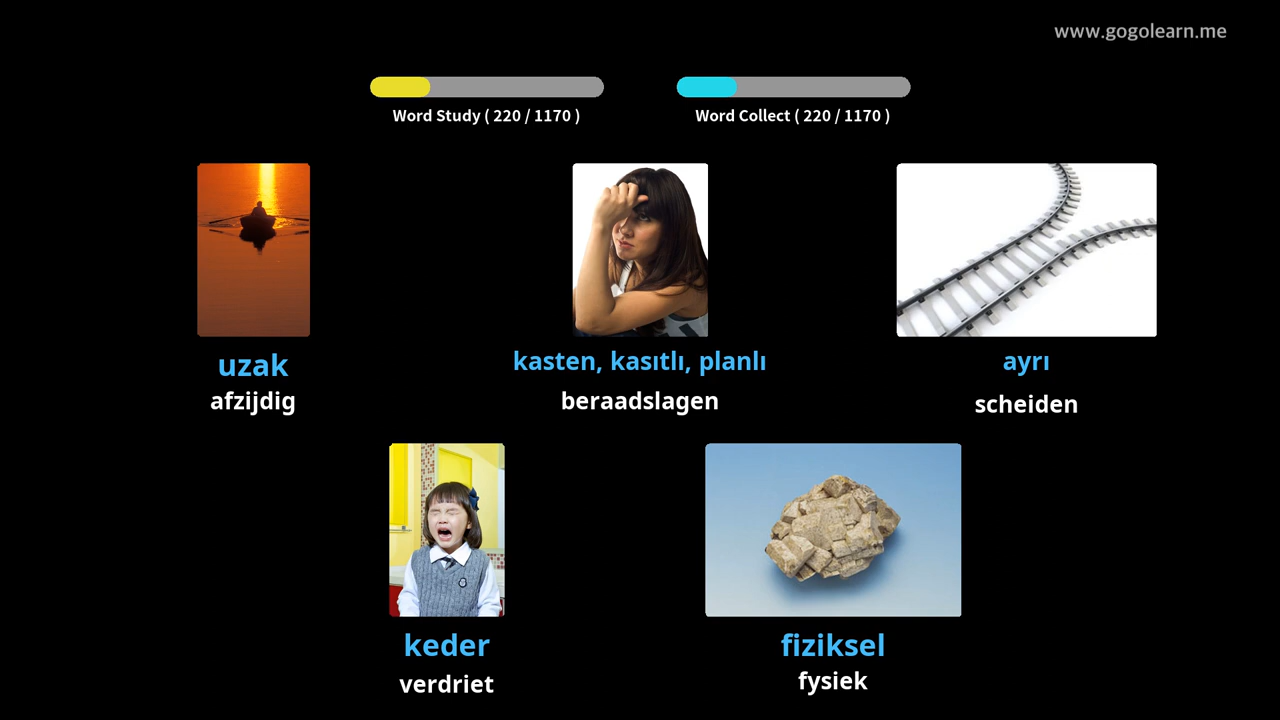 www.gogolearn.me
Word Study ( 220 / 1170 )
Word Collect ( 220 / 1170 )
uzak
afzijdig
kasten, kasıtlı, planlı
beraadslagen
ayrı
scheiden
keder
verdriet
fiziksel
fysiek